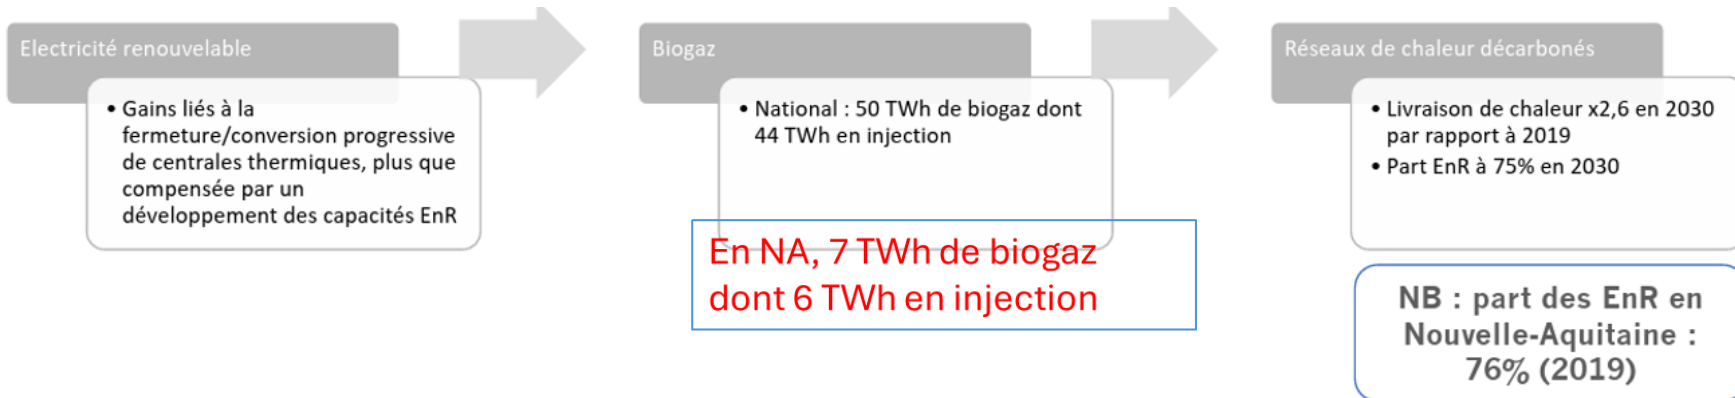 Electricité renouvelable
• Gains liés à la
fermeture/conversion progressive
de centrales thermiques, plus que
compensée par un
développement des capacités EnR
Biogaz
• National : 50 TWh de biogaz dont
44 TWh en injection
En NA, 7 TWh de biogaz
dont 6 TWh en injection
Réseaux de chaleur décarbonés
• Livraison de chaleur x2,6 en 2030
par rapport à 2019
• Part EnR à 75% en 2030
NB : part des EnR en
Nouvelle-Aquitaine :
76% (2019)